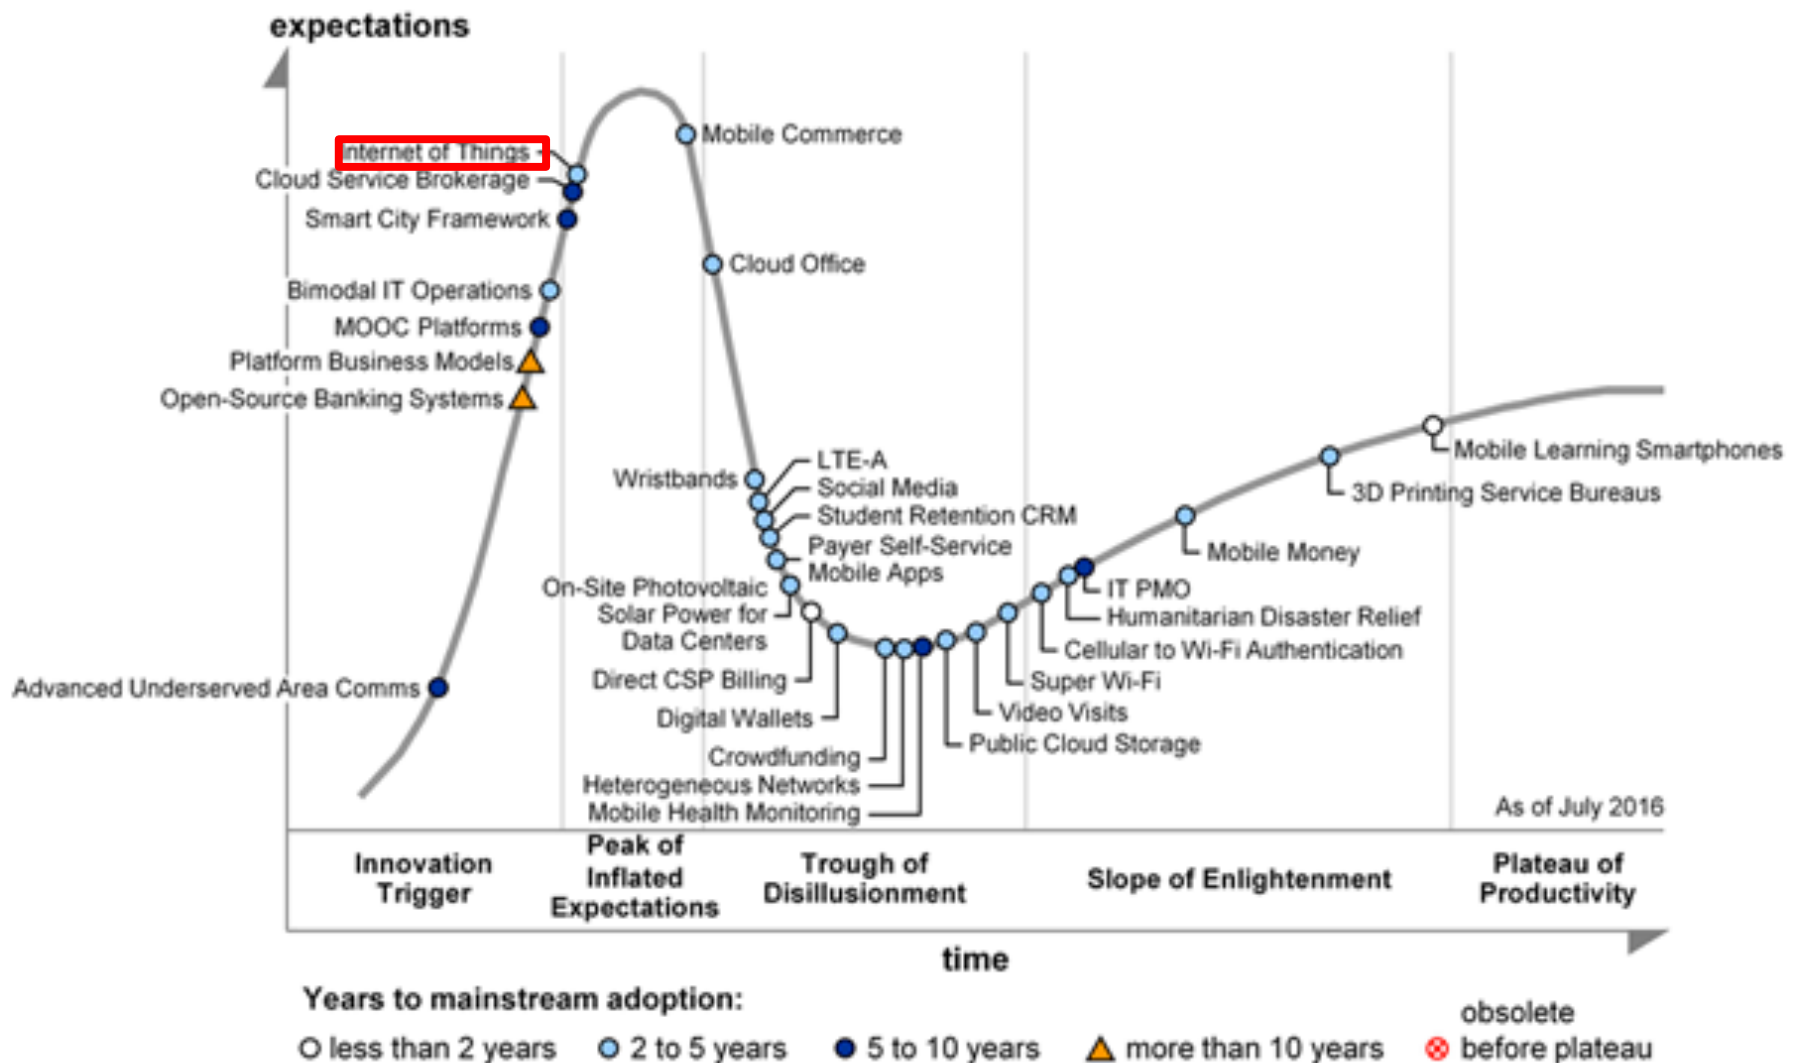 expectations
Internet of Things
Cloud Service Brokerage
Smart City Framework
Bimodal IT Operations
MOOC Platforms
Platform Business Models
Open-Source Banking Systems
Advanced Underserved Area Comms
Mobile Commerce
Cloud Office
Wristbands
LTE-A
Social Media
Student Retention CRM
Payer Self-Service
Mobile Apps
On-Site Photovoltaic
Solar Power for
Data Centers
Direct CSP Billing
Digital Wallets
Crowdfunding
Heterogeneous Networks
Mobile Health Monitoring
Public Cloud Storage
Video Visits
Super Wi-Fi
Cellular to Wi-Fi Authentication
Humanitarian Disaster Relief
IT PMO
Mobile Money
3D Printing Service Bureaus
Mobile Learning Smartphones
As of July 2016
Innovation
Trigger
Peak of
Inflated
Expectations
Trough of
Disillusionment
Slope of Enlightenment
Plateau of
Productivity
time
Years to mainstream adoption:
less than 2 years
2 to 5 years
5 to 10 years
more than 10 years
obsolete
before plateau